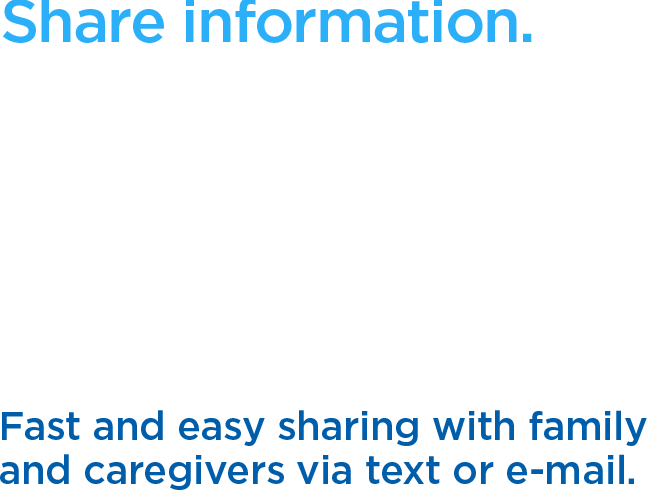 Share information.
Fast and easy sharing with family
and caregivers via text or e-mail.